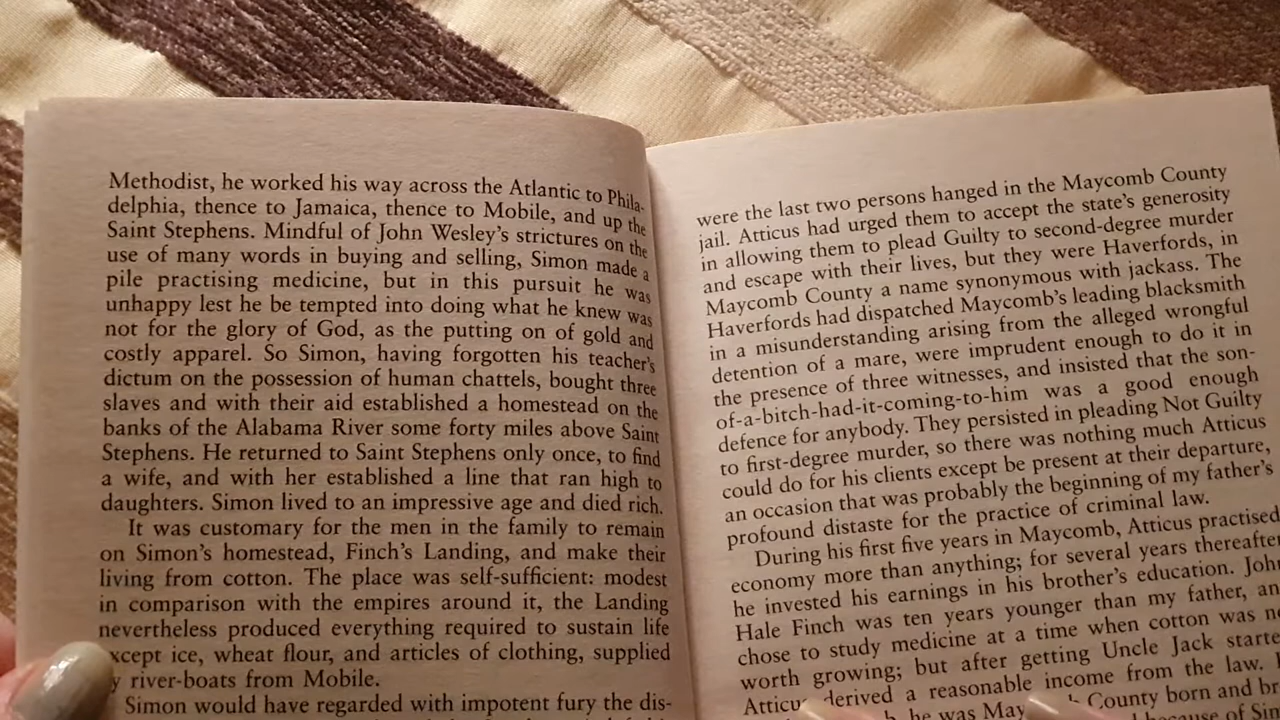 Methodist, he worked his way across the Atlantic to Phila-
delphia, thence to Jamaica, thence to Mobile, and up the
Saint Stephens. Mindful of John Wesley's strictures on the
use of many words in buying and selling, Simon made a
pile practising medicine, but in this pursuit he was
unhappy lest he be tempted into doing what he knew was
not for the glory of God, as the putting on of gold and
costly apparel. So Simon, having forgotten his teacher's
dictum on the possession of human chattels, bought three
slaves and with their aid established a homestead on the
banks of the Alabama River some forty miles above Saint
Stephens. He returned to Saint Stephens only once, to find
a wife, and with her established a line that ran high to
daughters. Simon lived to an impressive age and died rich.
It was customary for the men in the family to remain
on Simon's homestead, Finch's Landing, and make their
living from cotton. The place was self-sufficient: modest
in comparison with the empires around it, the Landing
nevertheless produced everything required to sustain life
xcept ice, wheat flour, and articles of clothing, supplied
y river-boats from Mobile.
Simon would have regarded with impotent fury the dis-
were the last two persons hanged in the Maycomb County
jail. Atticus had urged them to accept the state's generosity
in allowing them to plead Guilty to second-degree murder
and escape with their lives, but they were Haverfords, in
Maycomb County a name synonymous with jackass. The
Haverfords had dispatched Maycomb's leading blacksmith
in a misunderstanding arising from the alleged wrongful
detention of a mare, were imprudent enough to do it in
the presence of three witnesses, and insisted that the son-
of-a-bitch-had-it-coming-to-him was a good enough
defence for anybody. They persisted in pleading Not Guilty
to first-degree murder, so there was nothing much Atticus
could do for his clients except be present at their departure,
an occasion that was probably the beginning of my father's
profound distaste for the practice of criminal law.
During his first five years in Maycomb, Atticus practised
economy more than anything; for several years thereafter
he invested his earnings in his brother's education. John
Hale Finch was ten years younger than my father, an
chose to study medicine at a time when cotton was n
worth growing; but after getting Uncle Jack starte
Atticus derived a reasonable income from the law.
he was May County born and br
because of Sim